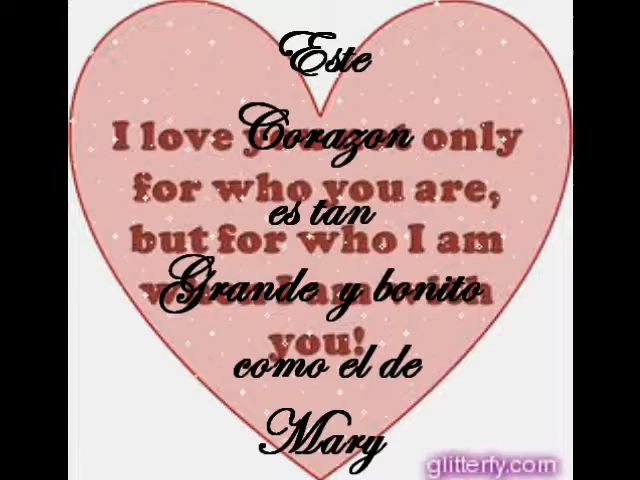 Este
I love only
Corazon
for who you are,
es tan
but for who I am
Grande y bonito
you!
como el de
Mary
glitterfy.com